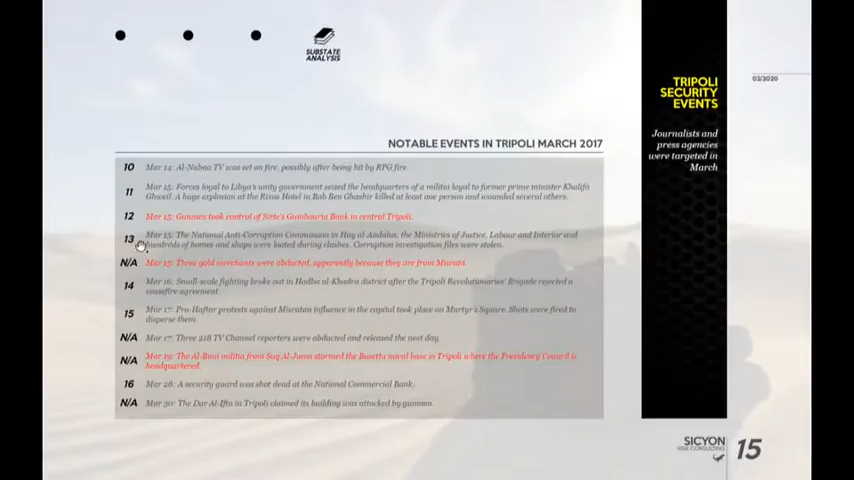 SUBSTATE
ANALYSIS
TRIPOLI
SECURITY
EVENTS
02/2020
Journalists and
press agencies
were targeted in
March
NOTABLE EVENTS IN TRIPOLI MARCH 2017
10 Mar 14: Al-Nabaa TV was set on fire, possibly after being hit by RPG fire.
11 Mar 15: Forces loyal to Libya's unity government seized the headquarters of a militia loyal to former prime minister Khalifa
Ghweil. A huge explosion at the Rixos Hotel in Bab Ben Ghashir killed at least one person and wounded several others.
12 Mar 15: Gunmen took control of Sirte's Gumhouria Bank in central Tripoli.
13 Mar 15: The National Anti-Corruption Commission in Hay al-Andalus, the Ministries of Justice, Labour and Interior and
hundreds of homes and shops were looted during clashes. Corruption investigation files were stolen.
N/A Mar 15: Three gold merchants were abducted, apparently because they are from Misrata.
14 Mar 16: Small-scale fighting broke out in Hadba al-Khadra district after the Tripoli Revolutionaries' Brigade rejected a
ceasefire agreement.
15 Mar 17: Pro-Haftar protests against Misratan influence in the capital took place on Martyr's Square. Shots were fired to
disperse them.
N/A Mar 17: Three 218 TV Channel reporters were abducted and released the next day.
N/A Mar 19: The Al-Buni militia from Suq Al-Juma stormed the Busetta naval base in Tripoli where the Presidency Council is
headquartered.
16 Mar 28: A security guard was shot dead at the National Commercial Bank.
N/A Mar 30: The Dar Al-Ifta in Tripoli claimed its building was attacked by gunmen.
SICYON
CONSULTING
15